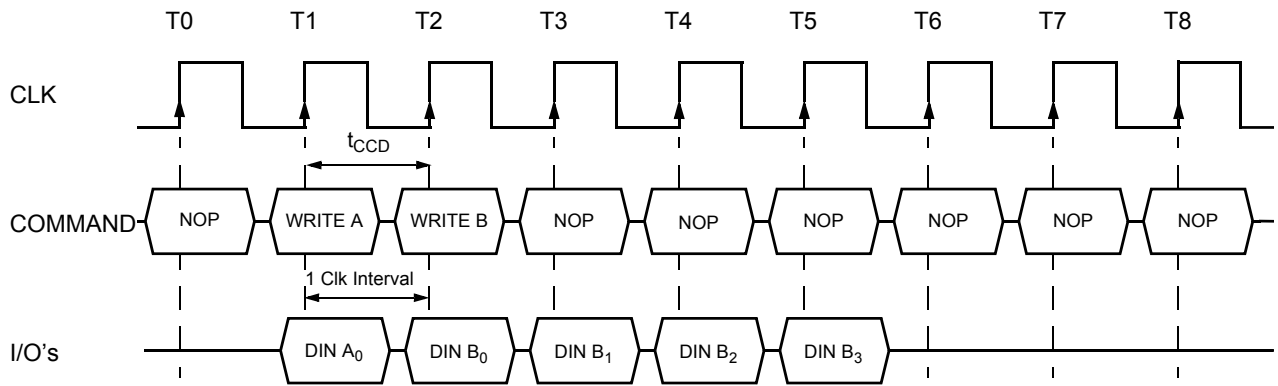 T0 T1 T2 T3 T4 T5 T6 T7 T8
CLK
tCCD
COMMAND NOP WRITE A WRITE B NOP NOP NOP NOP NOP NOP
1 Clk Interval
I/O's DIN A0 DIN B0 DIN B1 DIN B2 DIN B3